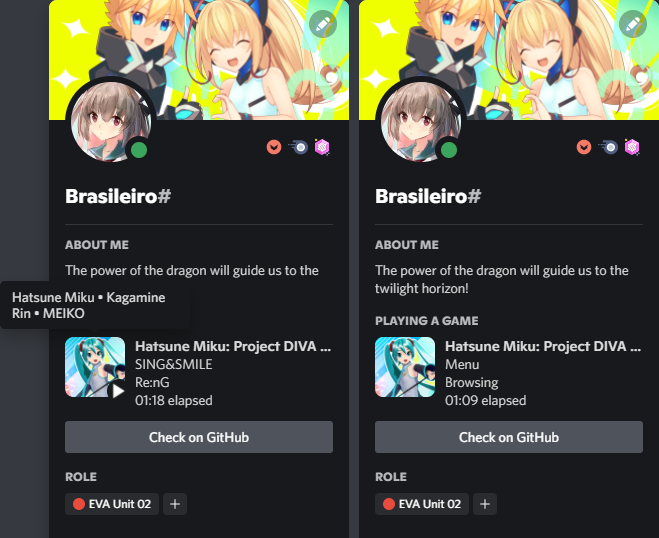 Brasileiro#
ABOUT ME
The power of the dragon will guide us to the
Hatsune Miku • Kagamine
Rin • MEIKO
Hatsune Miku: Project DIVA ...
SING&SMILE
Re:nG
01:18 elapsed
Check on GitHub
ROLE
EVA Unit 02
+
Brasileiro#
ABOUT ME
The power of the dragon will guide us to the
twilight horizon!
PLAYING A GAME
Hatsune Miku: Project DIVA ...
Menu
Browsing
01:09 elapsed
Check on GitHub
ROLE
EVA Unit 02
+